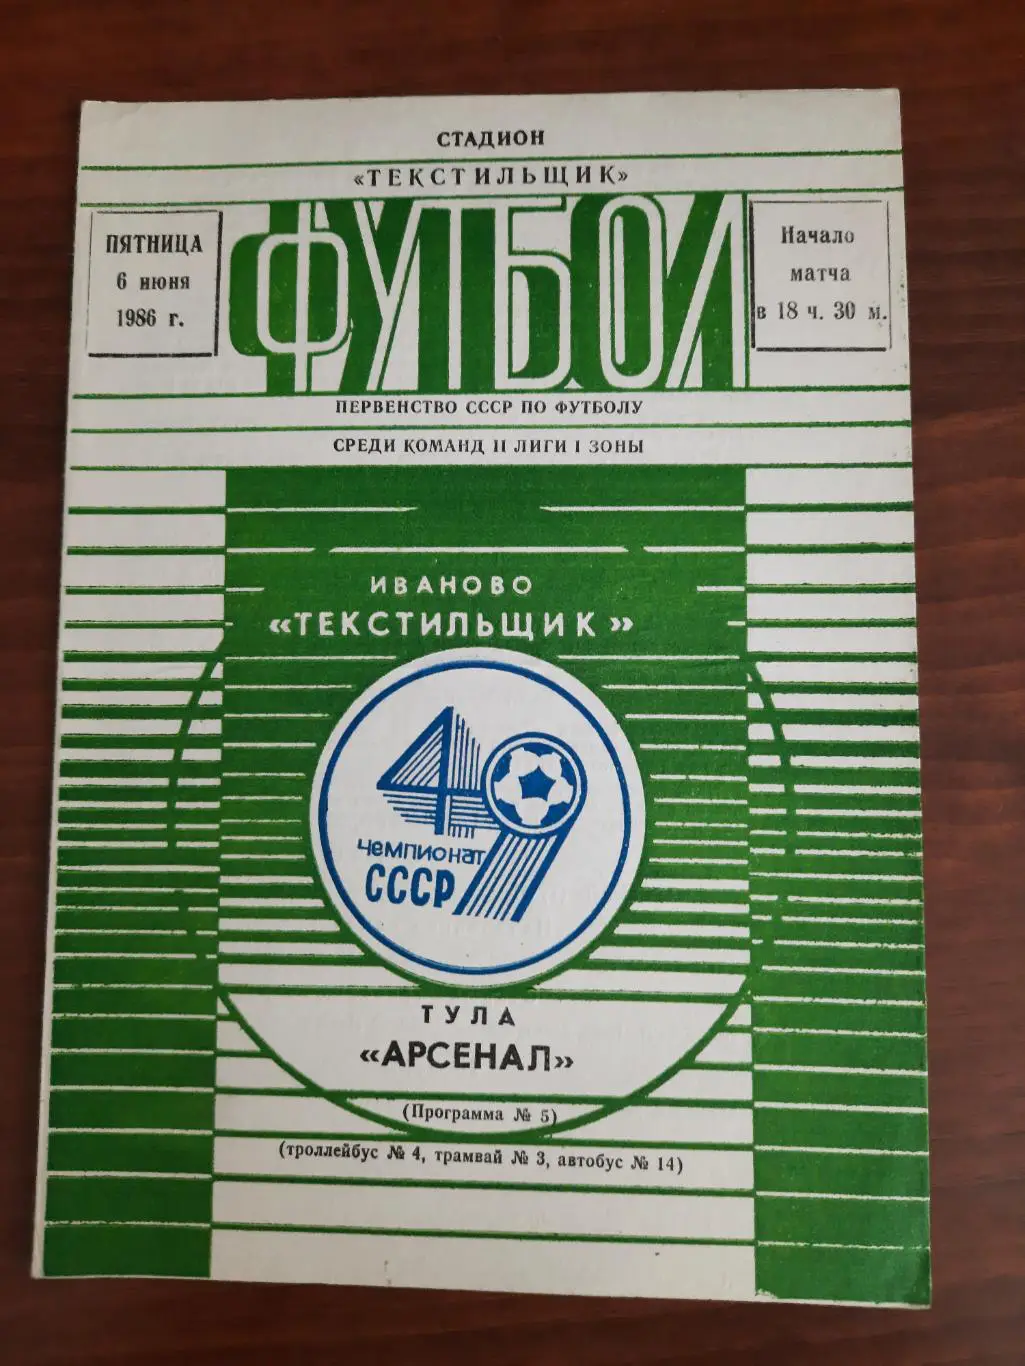 СТАДИОН
«ТЕКСТИЛЬЩИК»
ПЯТНИЦА
6 июня
1986 г.
ФУТБОЛ
Начало
матча
в 18 ч. 30 м.
ПЕРВЕНСТВО СССР ПО ФУТБОЛУ
СРЕДИ КОМАНД II ЛИГИ I ЗОНЫ
ИВАНОВО
«ТЕКСТИЛЬЩИК»
49
чемпионат
СССР
ТУЛА
«АРСЕНАЛ»
(Программа № 5)
(троллейбус № 4, трамвай № 3, автобус № 14)